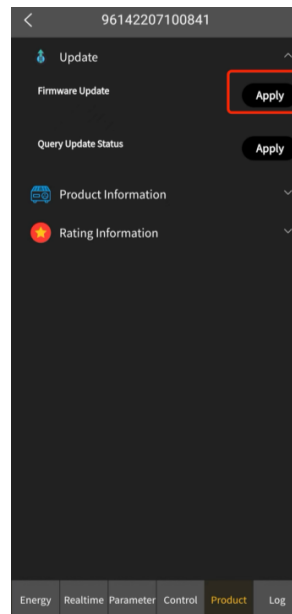 96142207100841
Update
Firmware Update Apply
Query Update Status Apply
Product Information
Rating Information
Energy Realtime Parameter Control Product Log